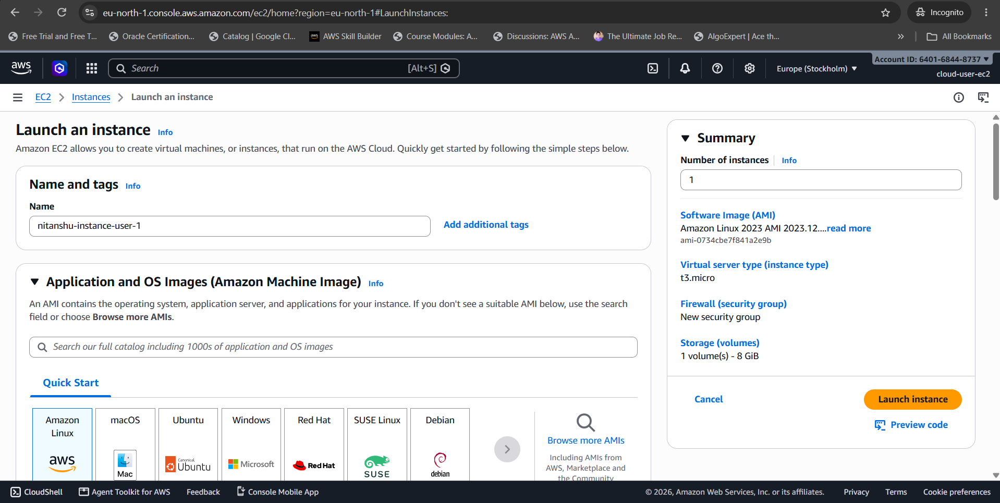 eu-north-1.console.aws.amazon.com/ec2/home?region=eu-north-1#LaunchInstances:
Incognito
Free Trial and Free T...
Oracle Certification...
Catalog | Google Cl...
aws
AWS Skill Builder
Course Modules: A...
Discussions: AWS A...
The Ultimate Job Re...
AlgoExpert | Ace th...
All Bookmarks
aws
Search
[Alt+S]
Europe (Stockholm)
Account ID: 6401-6844-8737
cloud-user-ec2
EC2 > Instances > Launch an instance
Launch an instance Info
Amazon EC2 allows you to create virtual machines, or instances, that run on the AWS Cloud. Quickly get started by following the simple steps below.
Name and tags Info
Name
nitanshu-instance-user-1
Add additional tags
Application and OS Images (Amazon Machine Image) Info
An AMI contains the operating system, application server, and applications for your instance. If you don't see a suitable AMI below, use the search
field or choose Browse more AMIs.
Search our full catalog including 1000s of application and OS images
Quick Start
Amazon
Linux
aws
macOS
Mac
Ubuntu
Canonical
Ubuntu
Windows
Microsoft
Red Hat
Red Hat
SUSE Linux
SUSE
Debian
debian
Browse more AMIs
Including AMIs from
AWS, Marketplace and
the Community
Summary
Number of instances Info
1
Software Image (AMI)
Amazon Linux 2023 AMI 2023.12....read more
ami-0734cbe7f841a2e9b
Virtual server type (instance type)
t3.micro
Firewall (security group)
New security group
Storage (volumes)
1 volume(s) - 8 GiB
Cancel
Launch instance
Preview code
CloudShell
Agent Toolkit for AWS
Feedback
Console Mobile App
© 2026, Amazon Web Services, Inc. or its affiliates.
Privacy
Terms
Cookie preferences